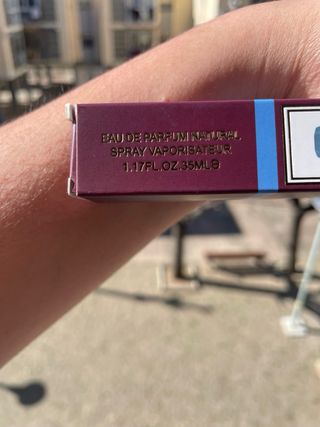 EAU DE PARFUM NATURAL
SPRAY VAPORISATEUR
1.17FL.OZ.35ML℮